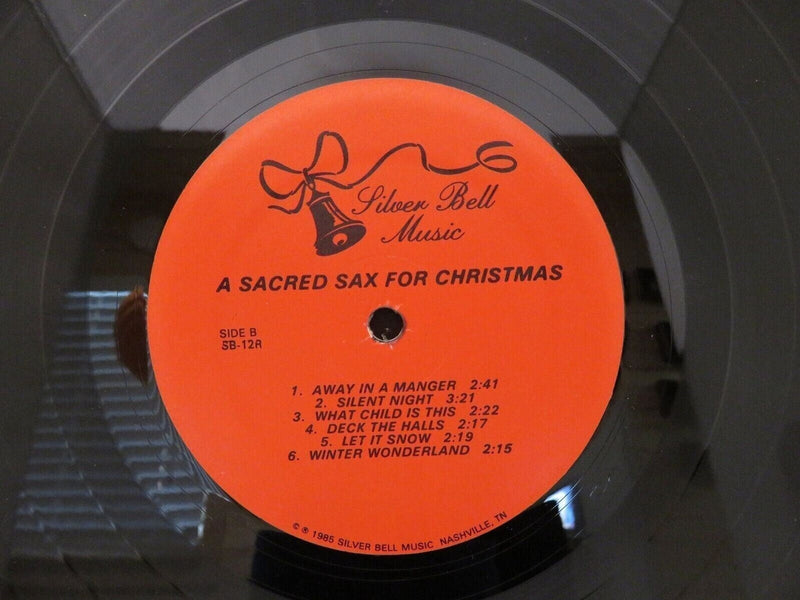 Silver Bell
Music
A SACRED SAX FOR CHRISTMAS
SIDE B
SB-12R
1. AWAY IN A MANGER 2:41
2. SILENT NIGHT 3:21
3. WHAT CHILD IS THIS 2:22
4. DECK THE HALLS 2:17
5. LET IT SNOW 2:19
6. WINTER WONDERLAND 2:15
© ℗ 1985 SILVER BELL MUSIC NASHVILLE, TN